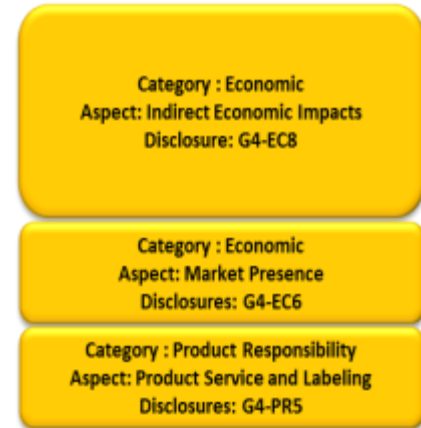 Category : Economic
Aspect: Indirect Economic Impacts
Disclosure: G4-EC8
Category : Economic
Aspect: Market Presence
Disclosures: G4-EC6
Category : Product Responsibility
Aspect: Product Service and Labeling
Disclosures: G4-PR5